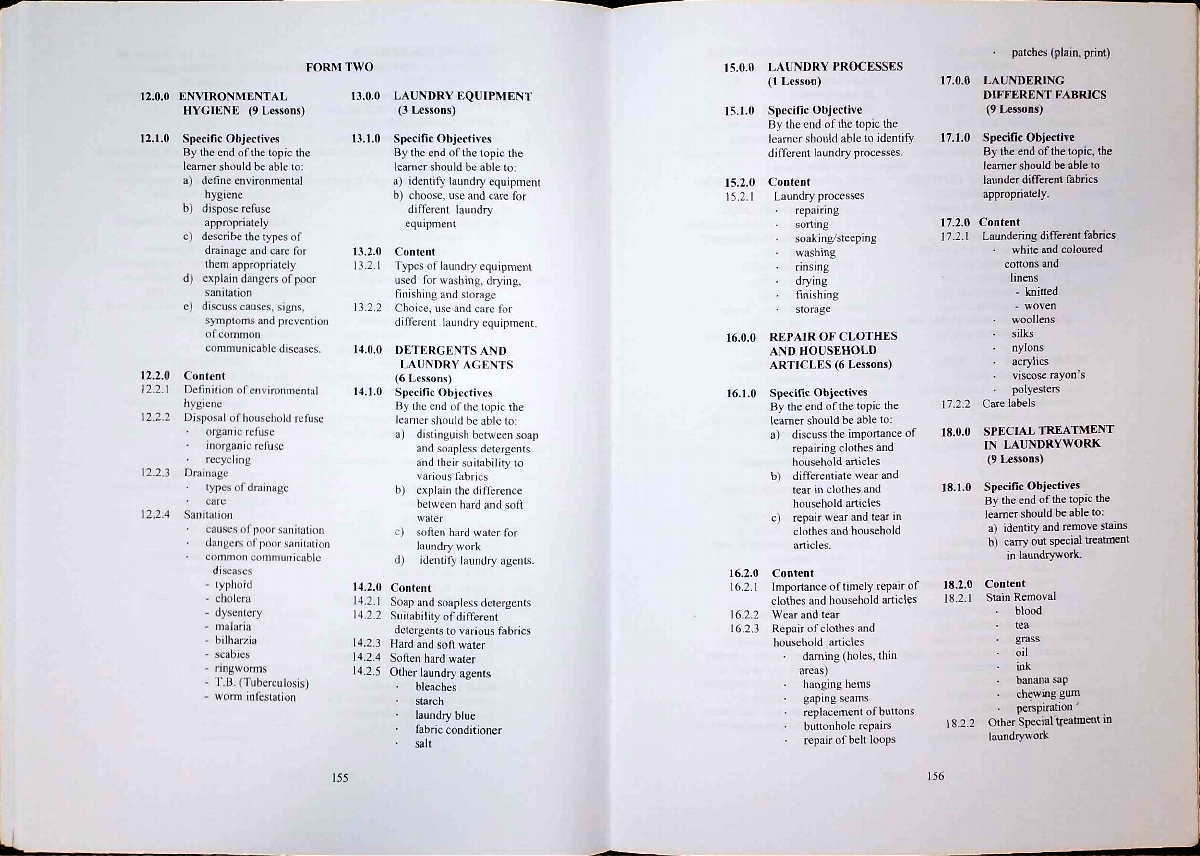 FORM TWO
12.0.0 ENVIRONMENTAL
HYGIENE (9 Lessons)
12.1.0 Specific Objectives
By the end of the topic the
learner should be able to:
a) define environmental
hygiene
b) dispose refuse
appropriately
c) describe the types of
drainage and care for
them appropriately
d) explain dangers of poor
sanitation
e) discuss causes, signs,
symptoms and prevention
of common
communicable diseases.
12.2.0 Content
12.2.1 Definition of environmental
hygiene
12.2.2 Disposal of household refuse
· organic refuse
· inorganic refuse
· recycling
12.2.3 Drainage
· types of drainage
· care
12.2.4 Sanitation
· causes of poor sanitation
· dangers of poor sanitation
· common communicable
diseases
- typhoid
- cholera
- dysentery
- malaria
- bilharzia
- scabies
- ringworms
- T.B. (Tuberculosis)
- worm infestation
13.0.0 LAUNDRY EQUIPMENT
(3 Lessons)
13.1.0 Specific Objectives
By the end of the topic the
learner should be able to:
a) identify laundry equipment
b) choose, use and care for
different laundry
equipment
13.2.0 Content
13.2.1 Types of laundry equipment
used for washing, drying,
finishing and storage
13.2.2 Choice, use and care for
different laundry equipment.
14.0.0 DETERGENTS AND
LAUNDRY AGENTS
(6 Lessons)
14.1.0 Specific Objectives
By the end of the topic the
learner should be able to:
a) distinguish between soap
and soapless detergents
and their suitability to
various fabrics
b) explain the difference
between hard and soft
water
c) soften hard water for
laundry work
d) identify laundry agents.
14.2.0 Content
14.2.1 Soap and soapless detergents
14.2.2 Suitability of different
detergents to various fabrics
14.2.3 Hard and soft water
14.2.4 Soften hard water
14.2.5 Other laundry agents
· bleaches
· starch
· laundry blue
· fabric conditioner
· salt
155
15.0.0 LAUNDRY PROCESSES
(1 Lesson)
15.1.0 Specific Objective
By the end of the topic the
learner should able to identify
different laundry processes.
15.2.0 Content
15.2.1 Laundry processes
· repairing
· sorting
· soaking/steeping
· washing
· rinsing
· drying
· finishing
· storage
16.0.0 REPAIR OF CLOTHES
AND HOUSEHOLD
ARTICLES (6 Lessons)
16.1.0 Specific Objectives
By the end of the topic the
learner should be able to:
a) discuss the importance of
repairing clothes and
household articles
b) differentiate wear and
tear in clothes and
household articles
c) repair wear and tear in
clothes and household
articles.
16.2.0 Content
16.2.1 Importance of timely repair of
clothes and household articles
16.2.2 Wear and tear
16.2.3 Repair of clothes and
household articles
· darning (holes, thin
areas)
· hanging hems
· gaping seams
· replacement of buttons
· buttonhole repairs
· repair of belt loops
· patches (plain, print)
17.0.0 LAUNDERING
DIFFERENT FABRICS
(9 Lessons)
17.1.0 Specific Objective
By the end of the topic, the
learner should be able to
launder different fabrics
appropriately.
17.2.0 Content
17.2.1 Laundering different fabrics
· white and coloured
cottons and
linens
- knitted
- woven
· woollens
· silks
· nylons
· acrylics
· viscose rayon's
· polyesters
17.2.2 Care labels
18.0.0 SPECIAL TREATMENT
IN LAUNDRYWORK
(9 Lessons)
18.1.0 Specific Objectives
By the end of the topic the
learner should be able to:
a) identity and remove stains
b) carry out special treatment
in laundrywork.
18.2.0 Content
18.2.1 Stain Removal
· blood
· tea
· grass
· oil
· ink
· banana sap
· chewing gum
· perspiration
18.2.2 Other Special treatment in
laundrywork
156